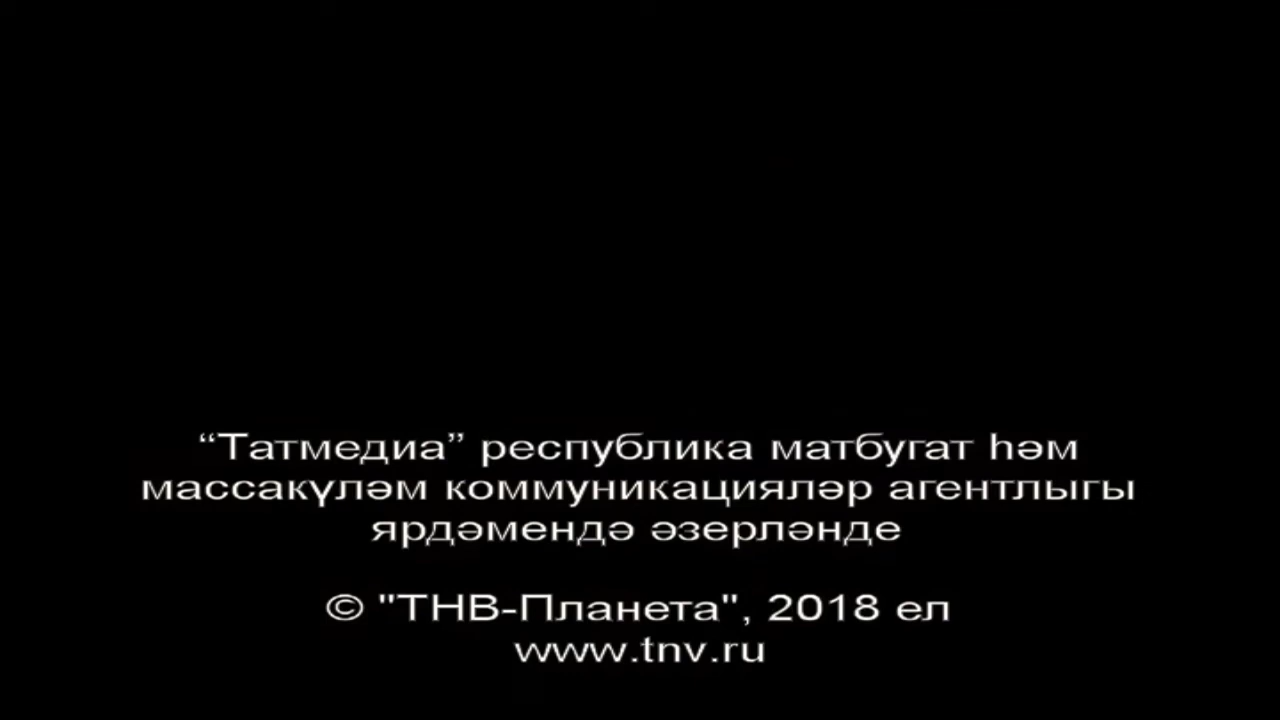 “Татмедиа” республика матбугат һәм
массакүләм коммуникацияләр агентлыгы
ярдәмендә әзерләнде
© "ТНВ-Планета", 2018 ел
www.tnv.ru